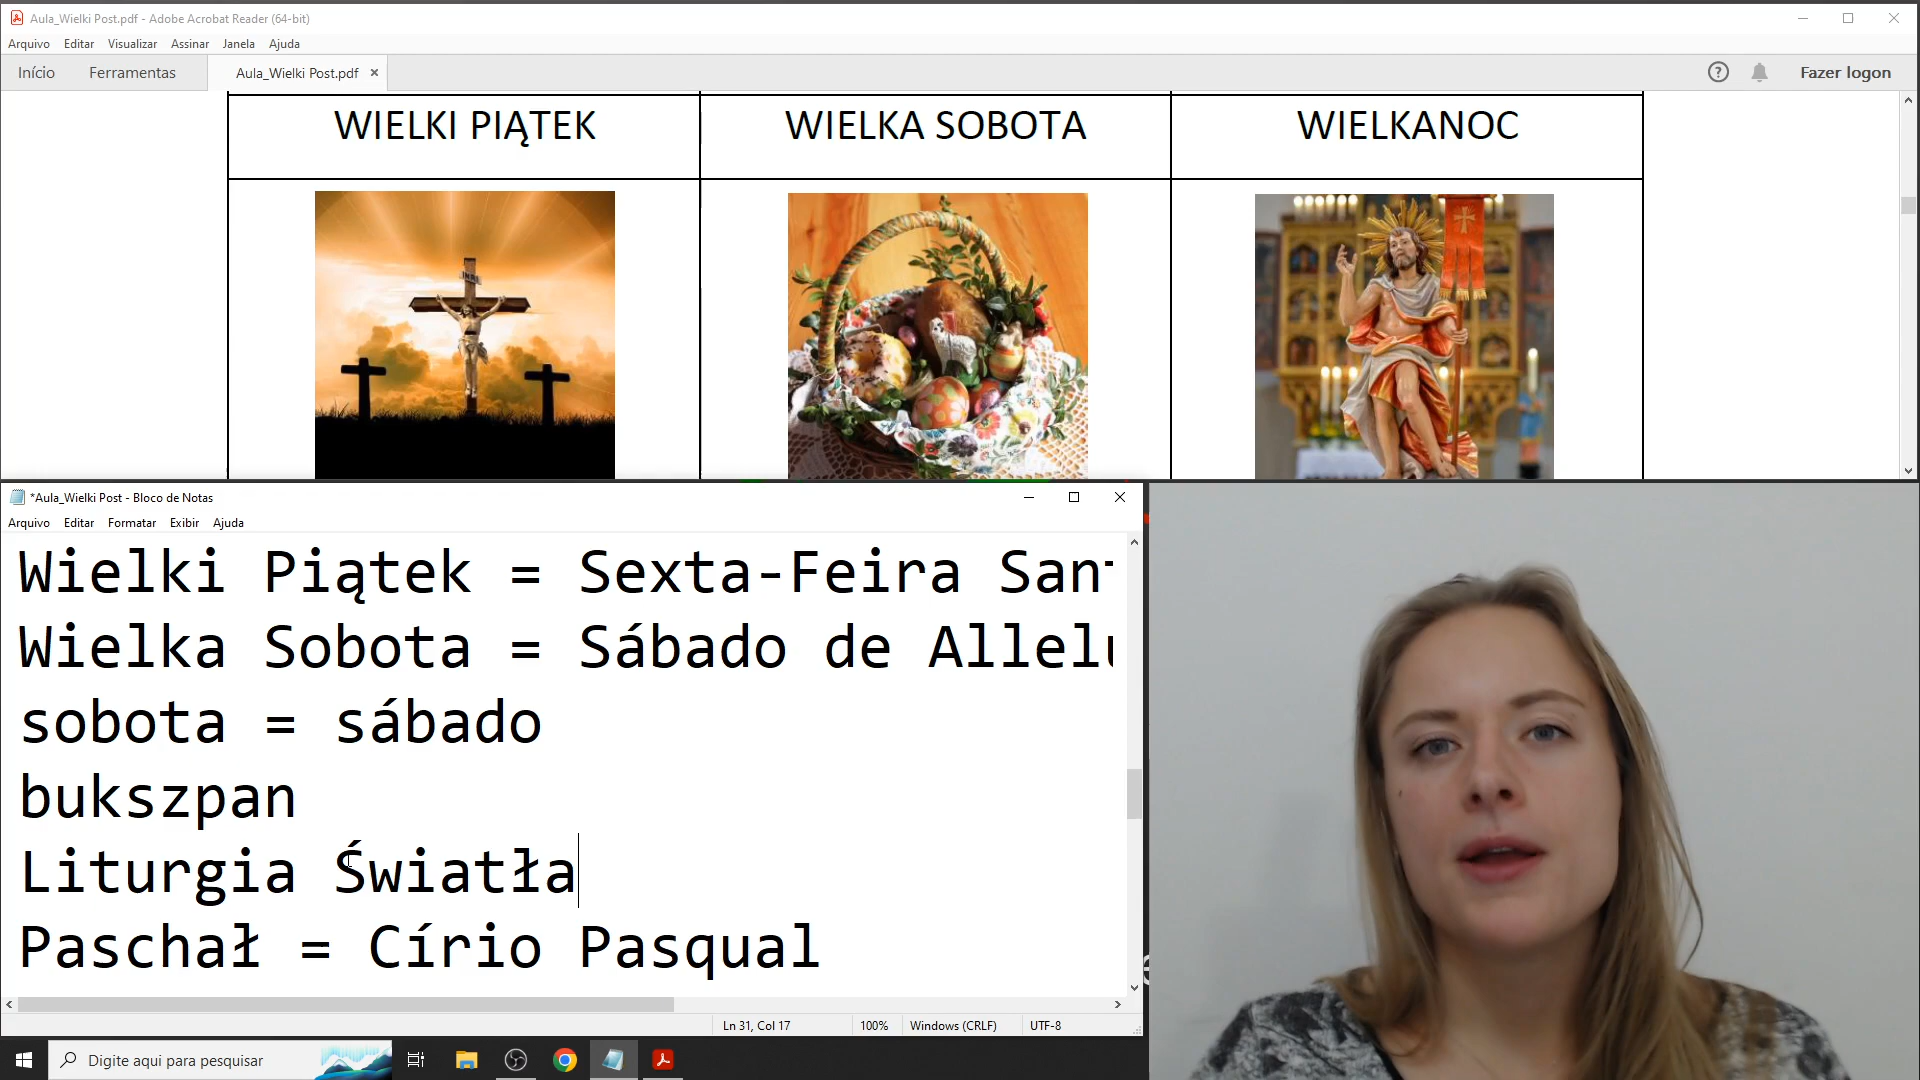 Aula_Wielki Post.pdf - Adobe Acrobat Reader (64-bit)
Arquivo Editar Visualizar Assinar Janela Ajuda
Início Ferramentas Aula_Wielki Post.pdf Fazer logon
WIELKI PIĄTEK WIELKA SOBOTA WIELKANOC
*Aula_Wielki Post - Bloco de Notas
Arquivo Editar Formatar Exibir Ajuda
Wielki Piątek = Sexta-Feira Sant
Wielka Sobota = Sábado de Allelu
sobota = sábado
bukszpan
Liturgia Światła
Paschał = Círio Pasqual
Ln 31, Col 17 100% Windows (CRLF) UTF-8
Digite aqui para pesquisar